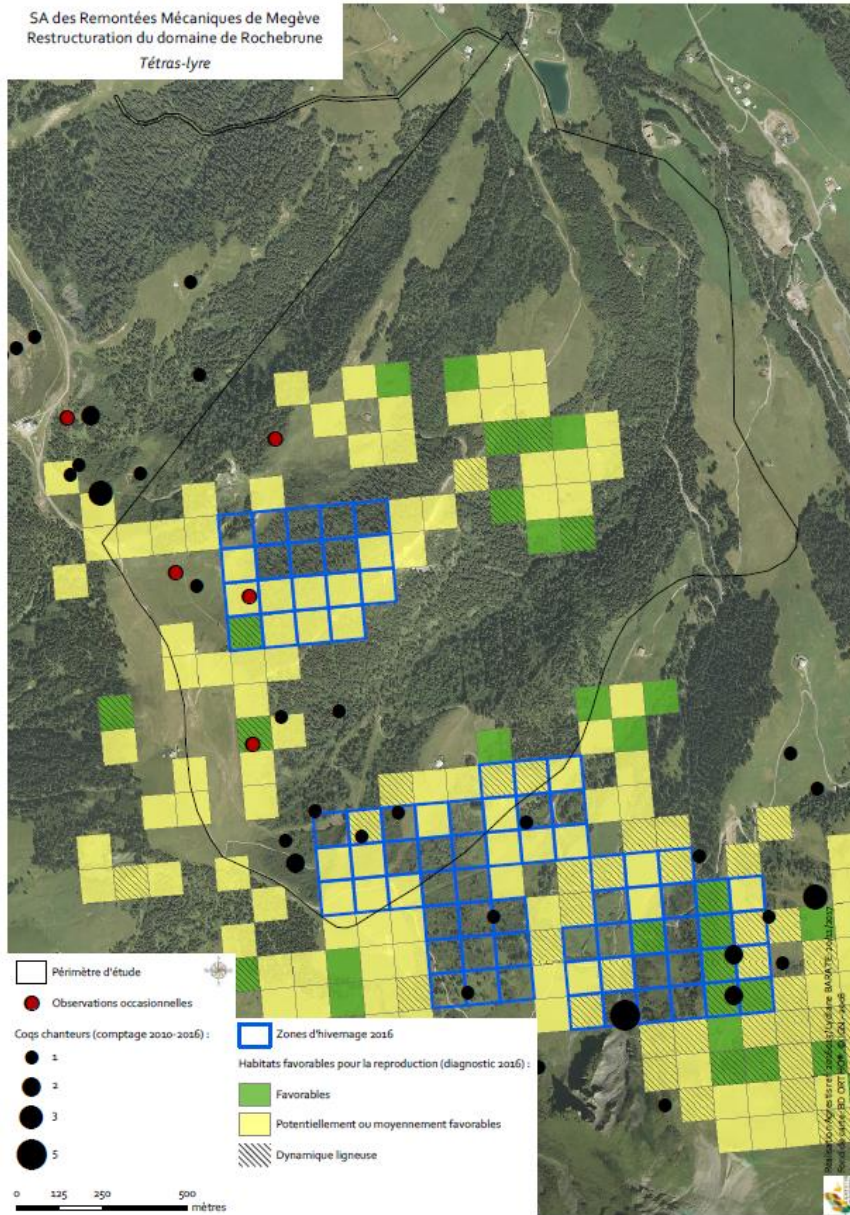 SA des Remontées Mécaniques de Megève
Restructuration du domaine de Rochebrune
Tétras-lyre
Périmètre d'étude
Observations occasionnelles
Coqs chanteurs (comptage 2010-2016) :
1
2
3
5
0 125 250 500 mètres
Zones d'hivernage 2016
Habitats favorables pour la reproduction (diagnostic 2016) :
Favorables
Potentiellement ou moyennement favorables
Dynamique ligneuse